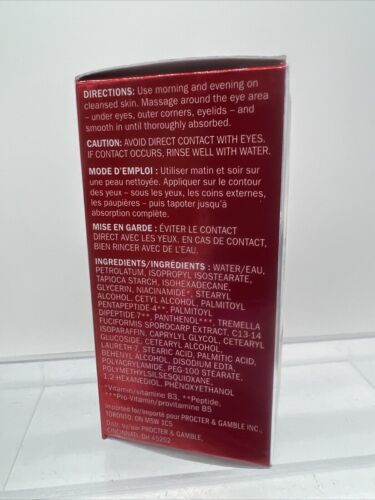 DIRECTIONS: Use morning and evening on
cleansed skin. Massage around the eye area
– under eyes, outer corners, eyelids – and
smooth in until thoroughly absorbed.
CAUTION: AVOID DIRECT CONTACT WITH EYES.
IF CONTACT OCCURS, RINSE WELL WITH WATER.
MODE D'EMPLOI : Utiliser matin et soir sur
une peau nettoyée. Appliquer sur le contour
des yeux – sous les yeux, les coins externes,
les paupières – puis tapoter jusqu'à
absorption complète.
MISE EN GARDE : ÉVITER LE CONTACT
DIRECT AVEC LES YEUX. EN CAS DE CONTACT,
BIEN RINCER AVEC DE L'EAU.
INGREDIENTS/INGRÉDIENTS : WATER/EAU,
PETROLATUM, ISOPROPYL ISOSTEARATE,
TAPIOCA STARCH, ISOHEXADECANE,
GLYCERIN, NIACINAMIDE*, STEARYL
ALCOHOL, CETYL ALCOHOL, PALMITOYL
PENTAPEPTIDE-4**, PALMITOYL
DIPEPTIDE-7**, PANTHENOL***, TREMELLA
FUCIFORMIS SPOROCARP EXTRACT, C13-14
ISOPARAFFIN, CAPRYLYL GLYCOL, CETEARYL
GLUCOSIDE, CETEARYL ALCOHOL,
LAURETH-7, STEARIC ACID, PALMITIC ACID,
BEHENYL ALCOHOL, DISODIUM EDTA,
POLYACRYLAMIDE, PEG-100 STEARATE,
POLYMETHYLSILSESQUIOXANE,
1,2-HEXANEDIOL, PHENOXYETHANOL
*Vitamin/vitamine B3, **Peptide,
***Pro-Vitamin/provitamine B5
Imported for/importé pour PROCTER & GAMBLE INC.,
TORONTO, ON M5W 1C5
Distr. by/par PROCTER & GAMBLE,
CINCINNATI, OH 45202